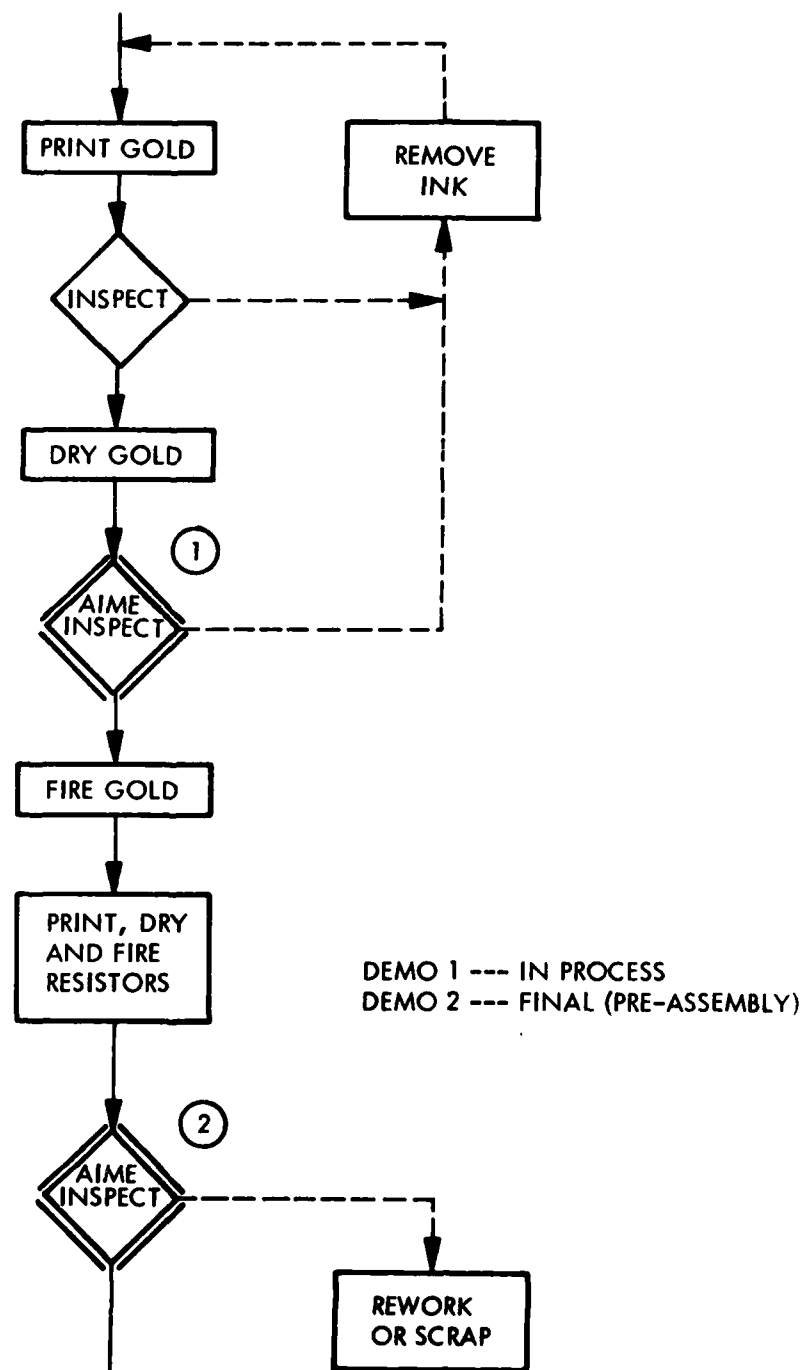 PRINT GOLD
REMOVE
INK
INSPECT
DRY GOLD
1
AIME
INSPECT
FIRE GOLD
PRINT, DRY
AND FIRE
RESISTORS
DEMO 1 --- IN PROCESS
DEMO 2 --- FINAL (PRE-ASSEMBLY)
2
AIME
INSPECT
REWORK
OR SCRAP